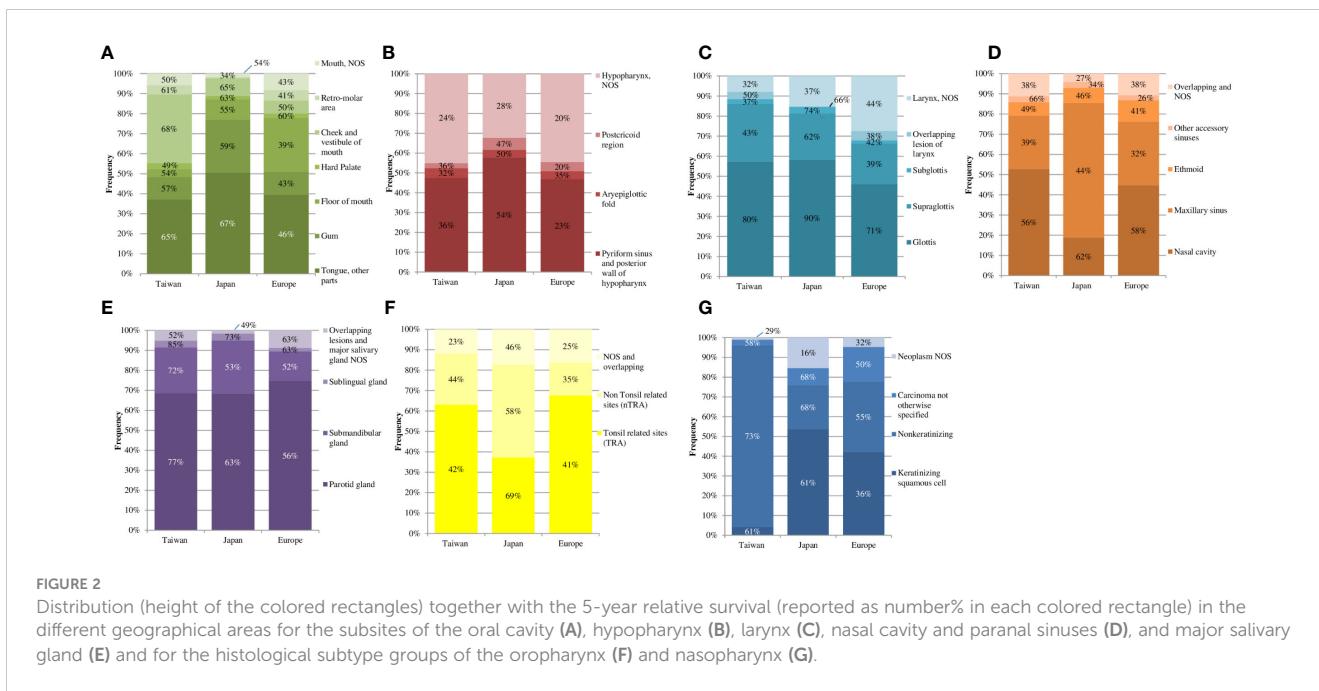 A
54%
Mouth, NOS
Retro-molar
area
Cheek and
vestibule of
mouth
Hard Palate
Floor of mouth
Gum
Tongue, other
parts
Frequency
100%
90%
80%
70%
60%
50%
40%
30%
20%
10%
0%
50%
61%
68%
49%
54%
57%
65%
34%
65%
63%
55%
59%
67%
43%
41%
50%
60%
39%
43%
46%
Taiwan
Japan
Europe
B
Hypopharynx,
NOS
Postcricoid
region
Aryepiglottic
fold
Pyriform sinus
and posterior
wall of
hypopharynx
Frequency
100%
90%
80%
70%
60%
50%
40%
30%
20%
10%
0%
24%
36%
32%
36%
28%
47%
50%
54%
20%
20%
35%
23%
Taiwan
Japan
Europe
C
Larynx, NOS
Overlapping
lesion of
larynx
Subglottis
Supraglottis
Glottis
Frequency
100%
90%
80%
70%
60%
50%
40%
30%
20%
10%
0%
32%
50%
37%
43%
80%
37%
66%
74%
62%
90%
44%
38%
42%
39%
71%
Taiwan
Japan
Europe
D
Overlapping
and NOS
Other accessory
sinuses
Ethmoid
Maxillary sinus
Nasal cavity
Frequency
100%
90%
80%
70%
60%
50%
40%
30%
20%
10%
0%
38%
66%
49%
39%
56%
27%
34%
46%
44%
62%
38%
26%
41%
32%
58%
Taiwan
Japan
Europe
E
49%
Overlapping
lesions and
major salivary
gland NOS
Sublingual gland
Submandibular
gland
Parotid gland
Frequency
100%
90%
80%
70%
60%
50%
40%
30%
20%
10%
0%
52%
85%
72%
77%
73%
53%
63%
63%
63%
52%
56%
Taiwan
Japan
Europe
F
NOS and
overlapping
Non Tonsil related
sites (nTRA)
Tonsil related sites
(TRA)
Frequency
100%
90%
80%
70%
60%
50%
40%
30%
20%
10%
0%
23%
44%
42%
46%
58%
69%
25%
35%
41%
Taiwan
Japan
Europe
G
29%
Neoplasm NOS
Carcinoma not
otherwise
specified
Nonkeratinizing
Keratinizing
squamous cell
Frequency
100%
90%
80%
70%
60%
50%
40%
30%
20%
10%
0%
58%
73%
61%
16%
68%
68%
61%
32%
50%
55%
36%
Taiwan
Japan
Europe
FIGURE 2
Distribution (height of the colored rectangles) together with the 5-year relative survival (reported as number% in each colored rectangle) in the
different geographical areas for the subsites of the oral cavity (A), hypopharynx (B), larynx (C), nasal cavity and paranal sinuses (D), and major salivary
gland (E) and for the histological subtype groups of the oropharynx (F) and nasopharynx (G).